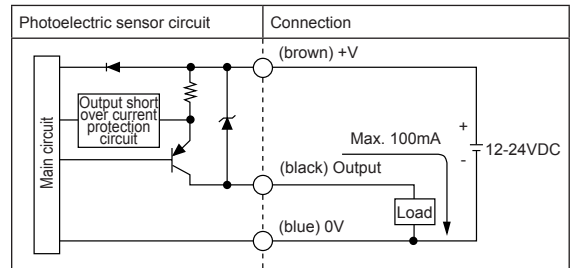 Photoelectric sensor circuit
Connection
(brown) +V
Output short
over current
protection
circuit
Main circuit
Max. 100mA
+
-
12-24VDC
(black) Output
Load
(blue) 0V